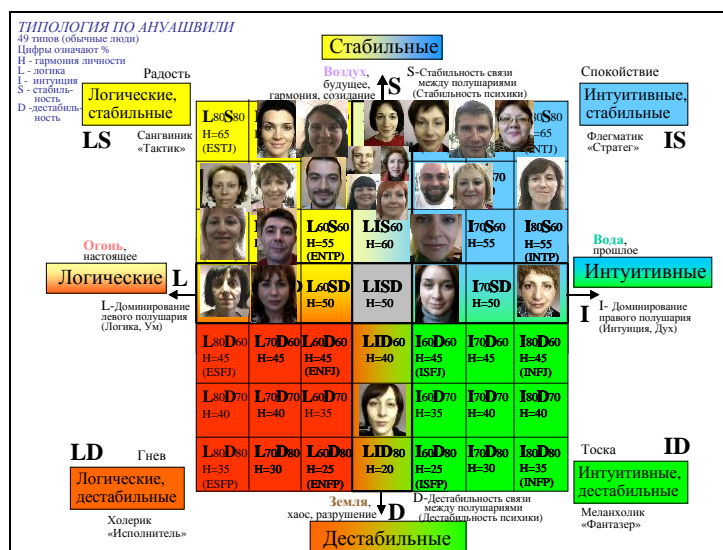 ТИПОЛОГИЯ ПО АНУАШВИЛИ
49 типов (обычные люди)
Цифры означают %
H - гармония личности
L - логика
I - интуиция
S - стабиль-
ность
D -дестабиль-
ность
Стабильные
Воздух,
будущее,
гармония, созидание
S
S-Стабильность связи
между полушариями
(Стабильность психики)
Радость
Логические,
стабильные
LS
Сангвиник
«Тактик»
Спокойствие
Интуитивные,
стабильные
IS
Флегматик
«Стратег»
L80S80
H=65
(ESTJ)
L60S60
H=55
(ENTP)
LIS60
H=60
I70S60
H=55
I80S60
H=55
(INTP)
Огонь,
настоящее
Логические
L
L-Доминирование
левого полушария
(Логика, Ум)
L60SD
H=50
LISD
H=50
I70SD
H=50
Вода,
прошлое
Интуитивные
I
I- Доминирование
правого полушария
(Интуиция, Дух)
L80D60
H=45
(ESFJ)
L70D60
H=45
L60D60
H=45
(ENFJ)
LID60
H=40
I60D60
H=45
(ISFJ)
I70D60
H=45
I80D60
H=45
(INFJ)
L80D70
H=40
L70D70
H=40
L60D70
H=35
I60D70
H=35
I70D70
H=40
I80D70
H=40
L80D80
H=35
(ESFP)
L70D80
H=30
L60D80
H=25
(ENFP)
LID80
H=20
I60D80
H=25
(ISFP)
I70D80
H=30
I80D80
H=35
(INFP)
LD
Гнев
Логические,
дестабильные
Холерик
«Исполнитель»
Тоска
ID
Интуитивные,
дестабильные
Меланхолик
«Фантазер»
Земля,
хаос, разрушение
D
D-Дестабильность связи
между полушариями
(Дестабильность психики)
Дестабильные